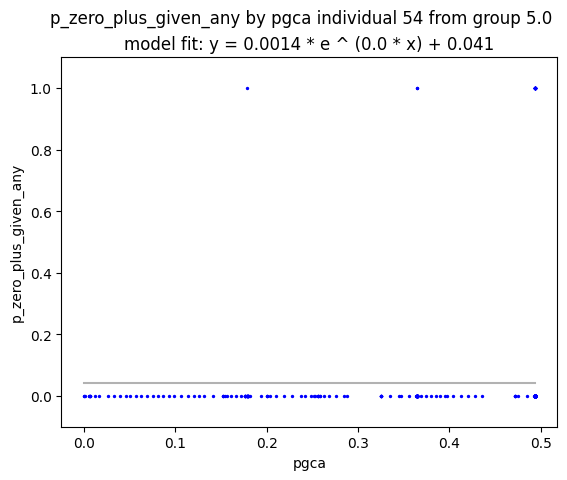 p_zero_plus_given_any by pgca individual 54 from group 5.0
model fit: y = 0.0014 * e ^ (0.0 * x) + 0.041
1.0
0.8
0.6
0.4
0.2
0.0
p_zero_plus_given_any
0.0 0.1 0.2 0.3 0.4 0.5
pgca